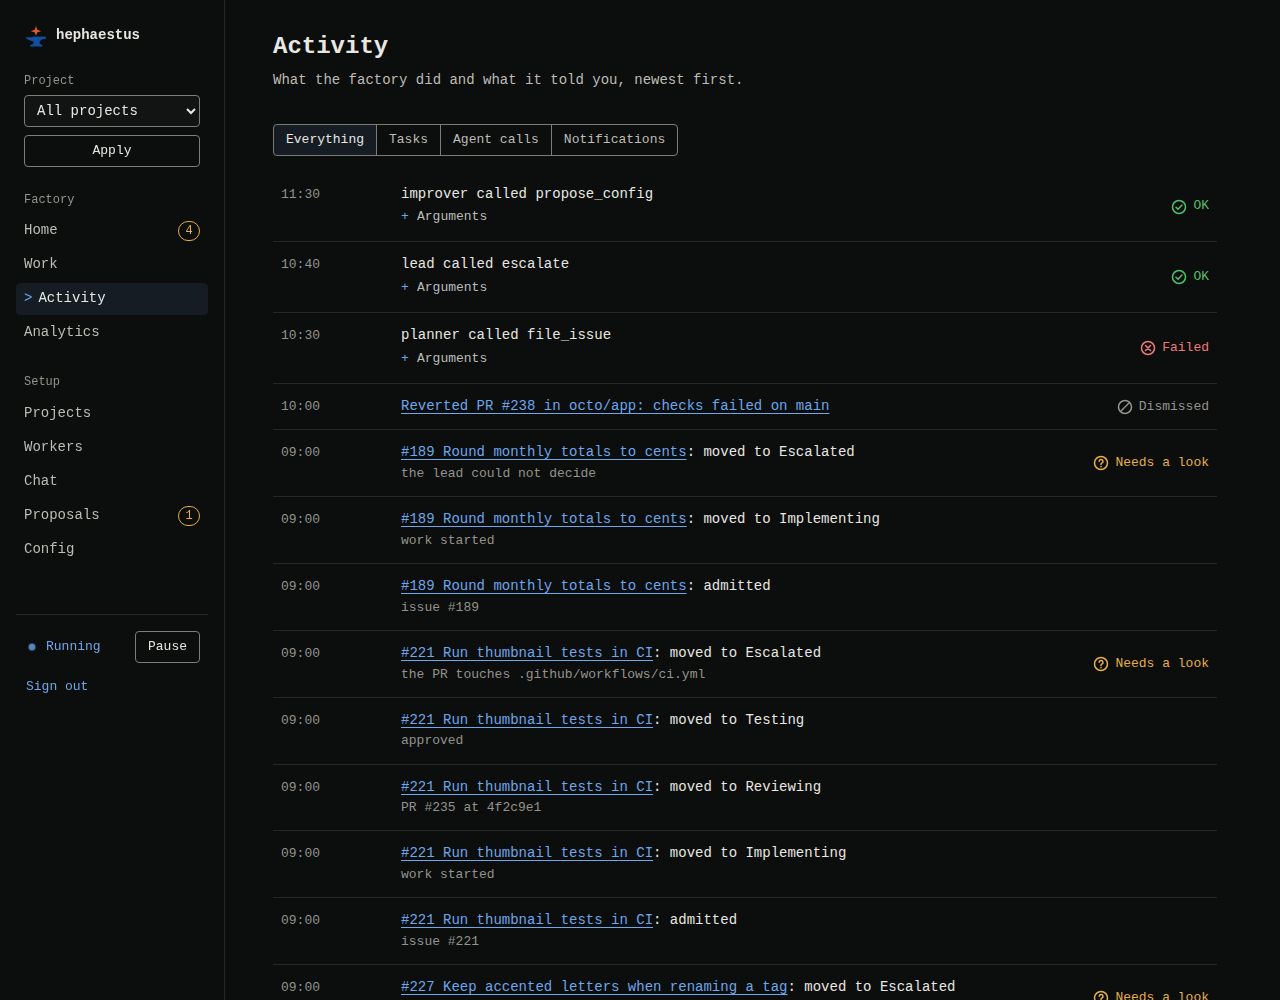 hephaestus
Project
All projects
Apply
Factory
Home 4
Work
> Activity
Analytics
Setup
Projects
Workers
Chat
Proposals 1
Config
Running Pause
Sign out
Activity
What the factory did and what it told you, newest first.
Everything Tasks Agent calls Notifications
11:30 improver called propose_config OK
+ Arguments
10:40 lead called escalate OK
+ Arguments
10:30 planner called file_issue Failed
+ Arguments
10:00 Reverted PR #238 in octo/app: checks failed on main Dismissed
09:00 #189 Round monthly totals to cents: moved to Escalated Needs a look
the lead could not decide
09:00 #189 Round monthly totals to cents: moved to Implementing
work started
09:00 #189 Round monthly totals to cents: admitted
issue #189
09:00 #221 Run thumbnail tests in CI: moved to Escalated Needs a look
the PR touches .github/workflows/ci.yml
09:00 #221 Run thumbnail tests in CI: moved to Testing
approved
09:00 #221 Run thumbnail tests in CI: moved to Reviewing
PR #235 at 4f2c9e1
09:00 #221 Run thumbnail tests in CI: moved to Implementing
work started
09:00 #221 Run thumbnail tests in CI: admitted
issue #221
09:00 #227 Keep accented letters when renaming a tag: moved to Escalated Needs a look